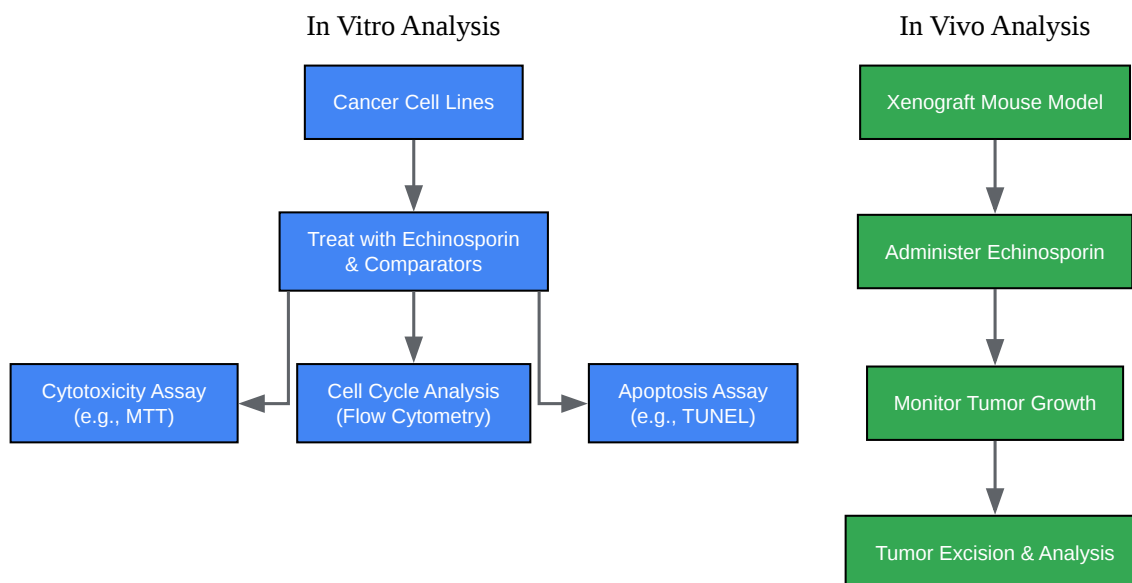 In Vitro Analysis
Cancer Cell Lines
Treat with Echinosporin
& Comparators
Cytotoxicity Assay
(e.g., MTT)
Cell Cycle Analysis
(Flow Cytometry)
Apoptosis Assay
(e.g., TUNEL)
In Vivo Analysis
Xenograft Mouse Model
Administer Echinosporin
Monitor Tumor Growth
Tumor Excision & Analysis